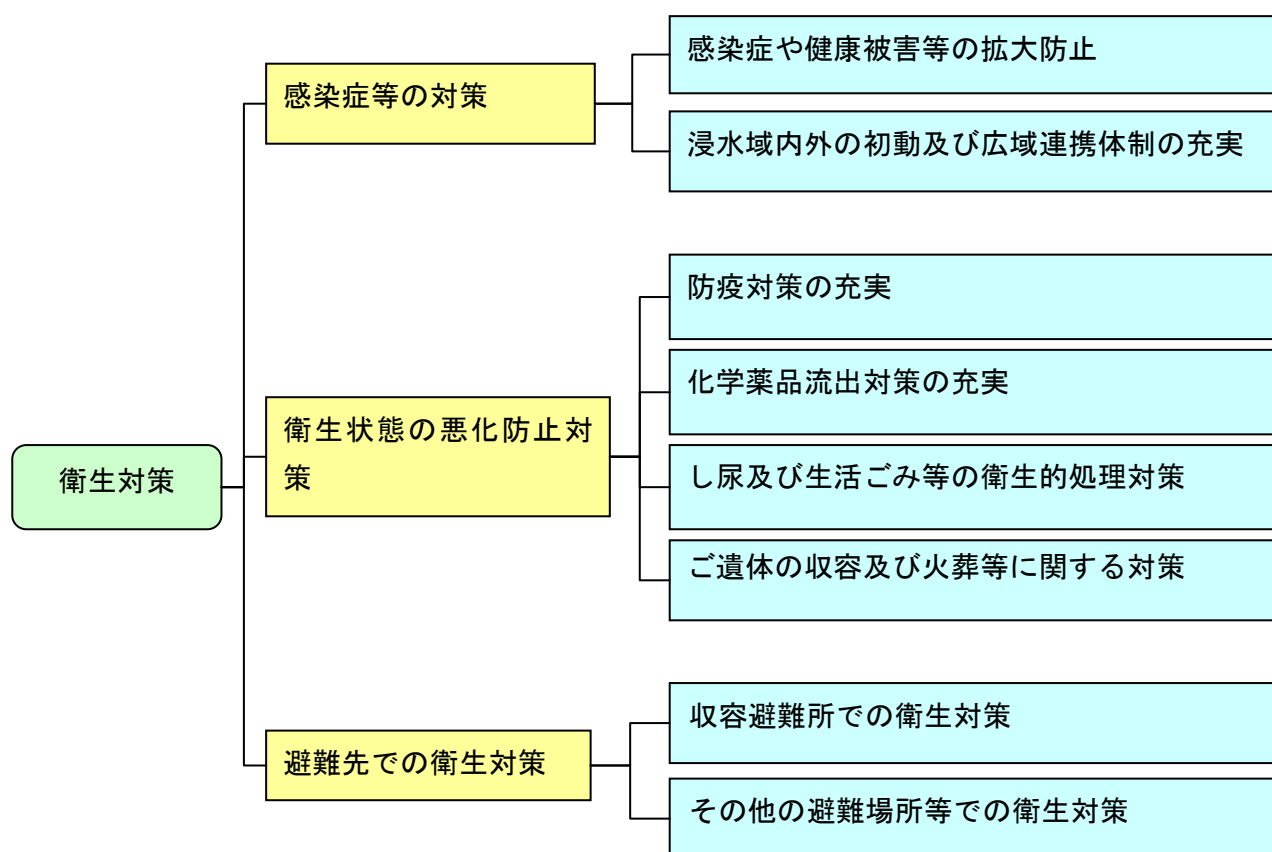 感染症や健康被害等の拡大防止
感染症等の対策
浸水域内外の初動及び広域連携体制の充実
防疫対策の充実
化学薬品流出対策の充実
衛生状態の悪化防止対
策
衛生対策
し尿及び生活ごみ等の衛生的処理対策
ご遺体の収容及び火葬等に関する対策
収容避難所での衛生対策
避難先での衛生対策
その他の避難場所等での衛生対策